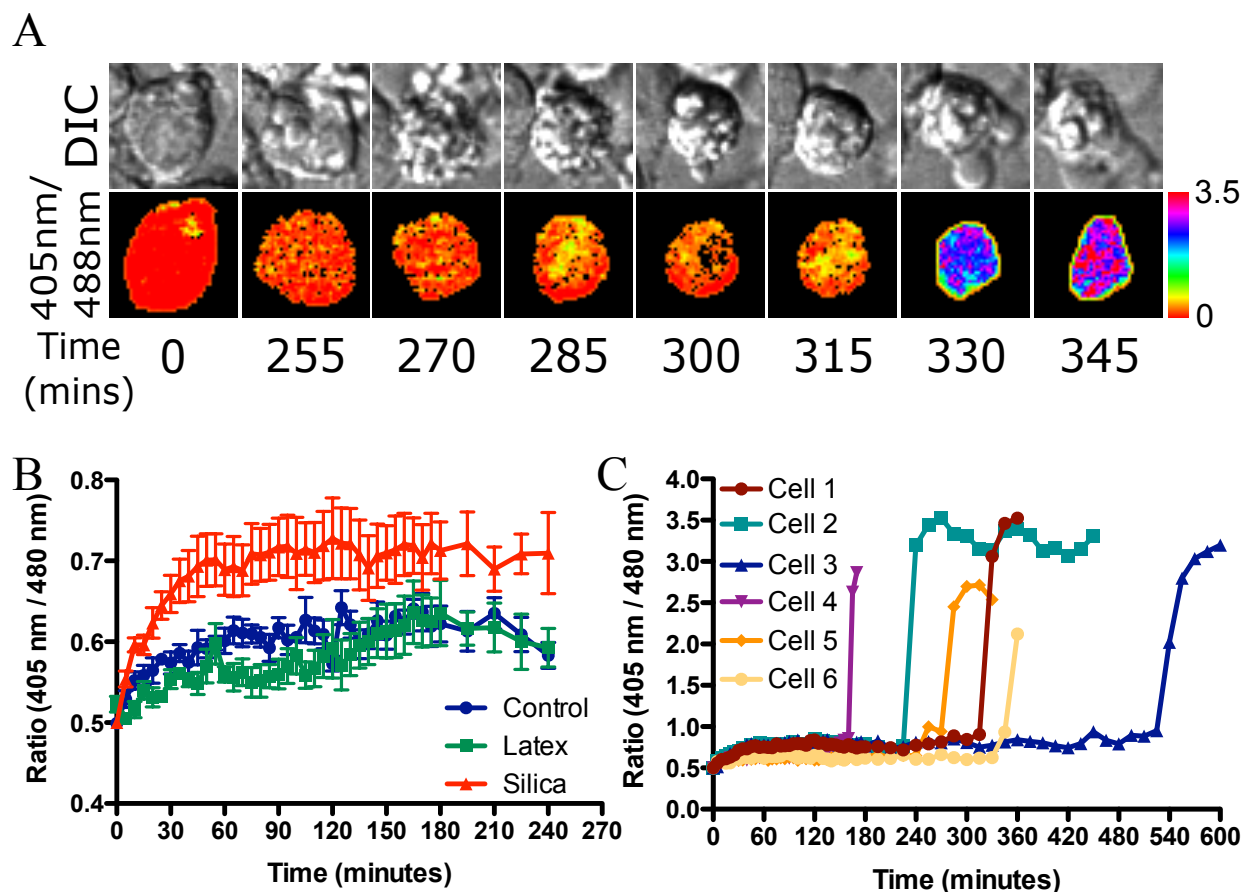 A
DIC
405nm/
488nm
3.5
0
Time
(mins)
0 255 270 285 300 315 330 345
B
Ratio (405 nm / 480 nm)
0.8
0.7
0.6
0.5
0.4
Control
Latex
Silica
0 30 60 90 120 150 180 210 240 270
Time (minutes)
C
Ratio (405 nm / 480 nm)
4.0
3.5
3.0
2.5
2.0
1.5
1.0
0.5
0.0
Cell 1
Cell 2
Cell 3
Cell 4
Cell 5
Cell 6
0 60 120 180 240 300 360 420 480 540 600
Time (minutes)